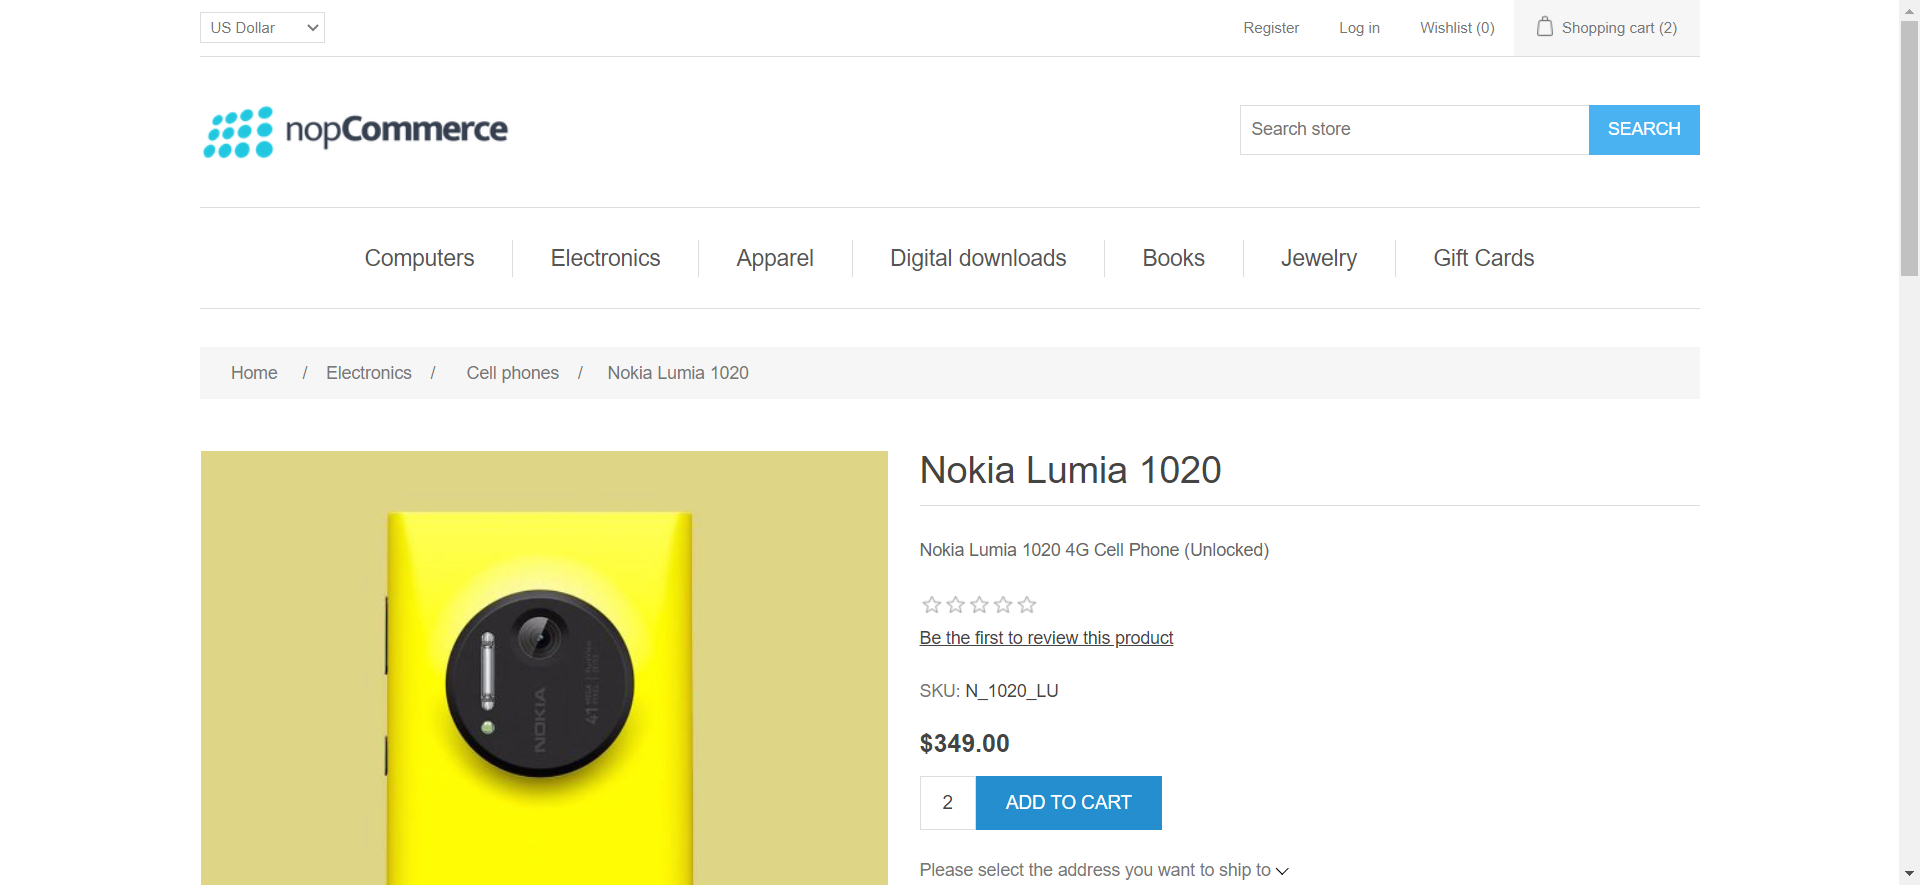 US Dollar
Register
Log in
Wishlist (0)
Shopping cart (2)
nopCommerce
Search store
SEARCH
Computers
Electronics
Apparel
Digital downloads
Books
Jewelry
Gift Cards
Home / Electronics / Cell phones / Nokia Lumia 1020
Nokia Lumia 1020
Nokia Lumia 1020 4G Cell Phone (Unlocked)
Be the first to review this product
SKU: N_1020_LU
$349.00
2
ADD TO CART
Please select the address you want to ship to
NOKIA
41